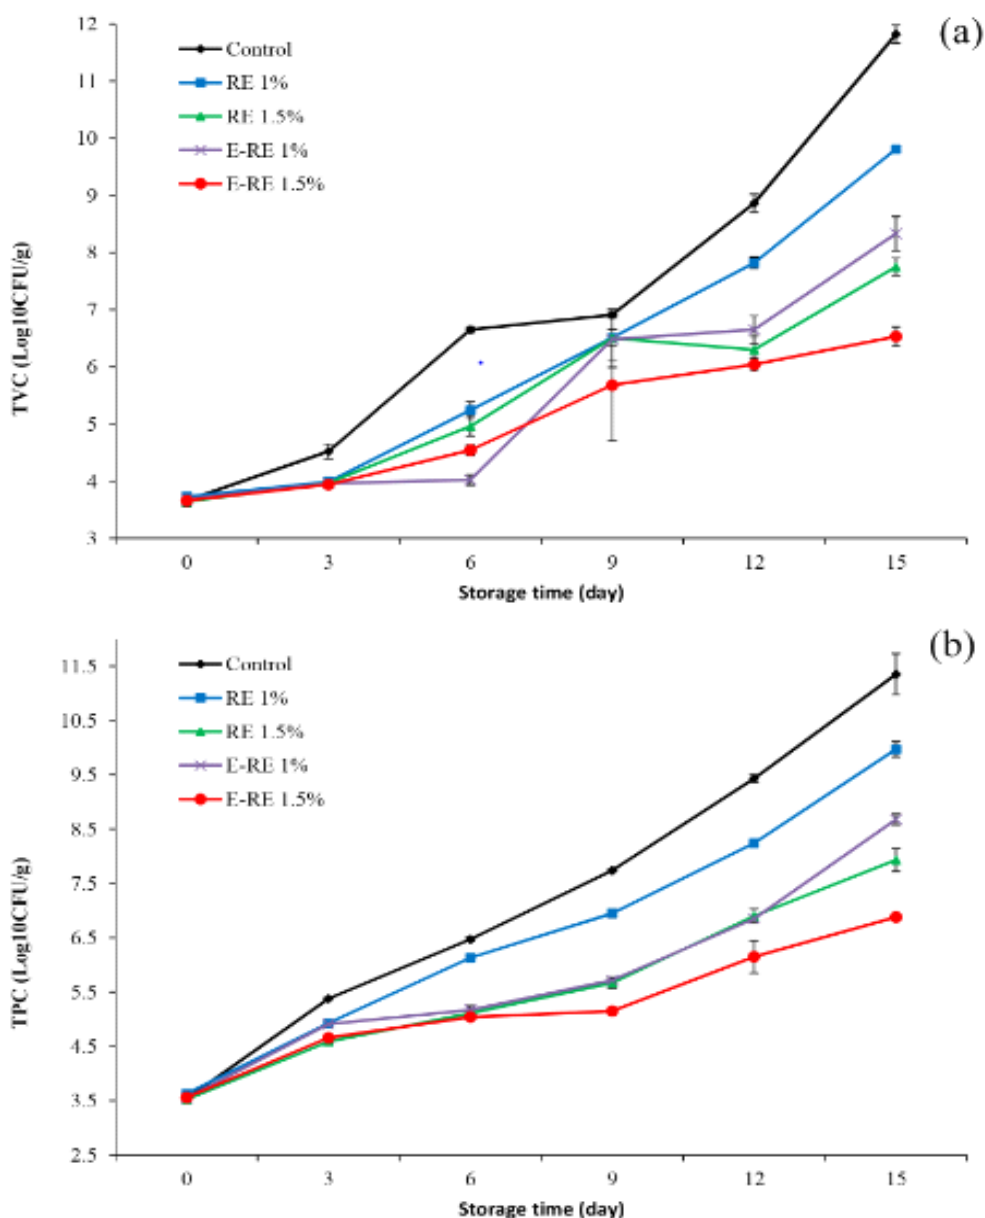 (a)
12
11
10
9
8
7
6
5
4
3
TVC (Log10CFU/g)
Control
RE 1%
RE 1.5%
E-RE 1%
E-RE 1.5%
0 3 6 9 12 15
Storage time (day)
(b)
11.5
10.5
9.5
8.5
7.5
6.5
5.5
4.5
3.5
2.5
TPC (Log10CFU/g)
Control
RE 1%
RE 1.5%
E-RE 1%
E-RE 1.5%
0 3 6 9 12 15
Storage time (day)